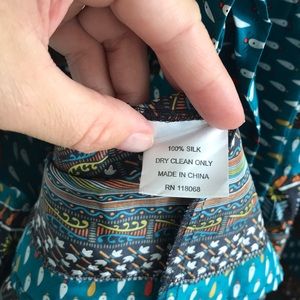 100% SILK
DRY CLEAN ONLY
MADE IN CHINA
RN 118068